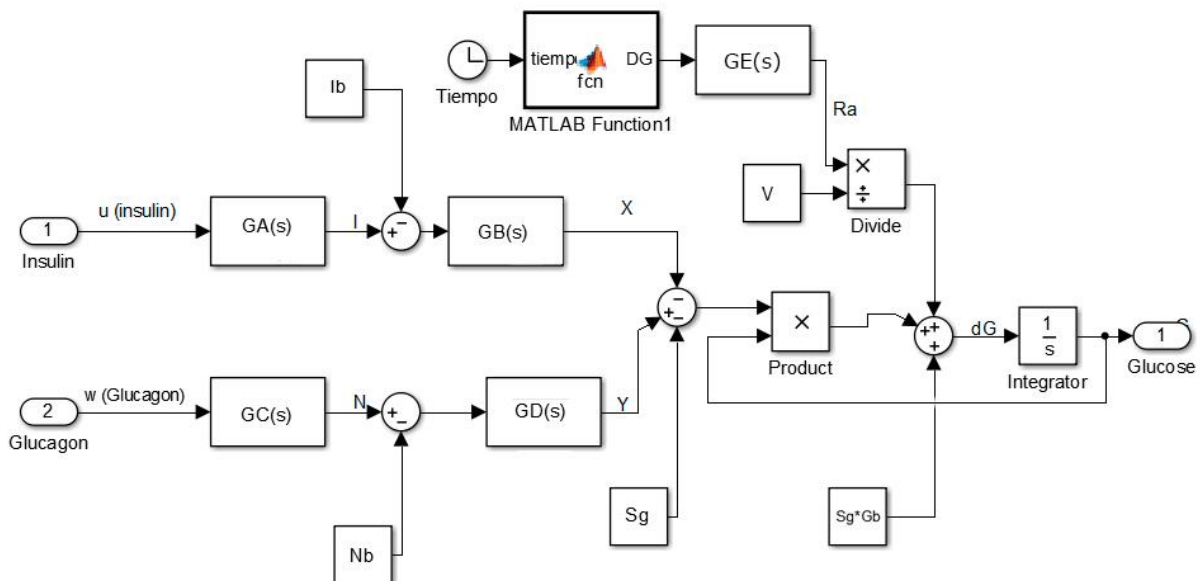 tiempo
DG
fcn
MATLAB Function1
Tiempo
GE(s)
Ra
Ib
V
×
÷
Divide
1
Insulin
u (insulin)
GA(s)
I
+ −
GB(s)
X
− + −
×
Product
+ + +
dG
1
s
Integrator
1
Glucose
2
Glucagon
w (Glucagon)
GC(s)
N
+ −
GD(s)
Y
Sg
Sg*Gb
Nb